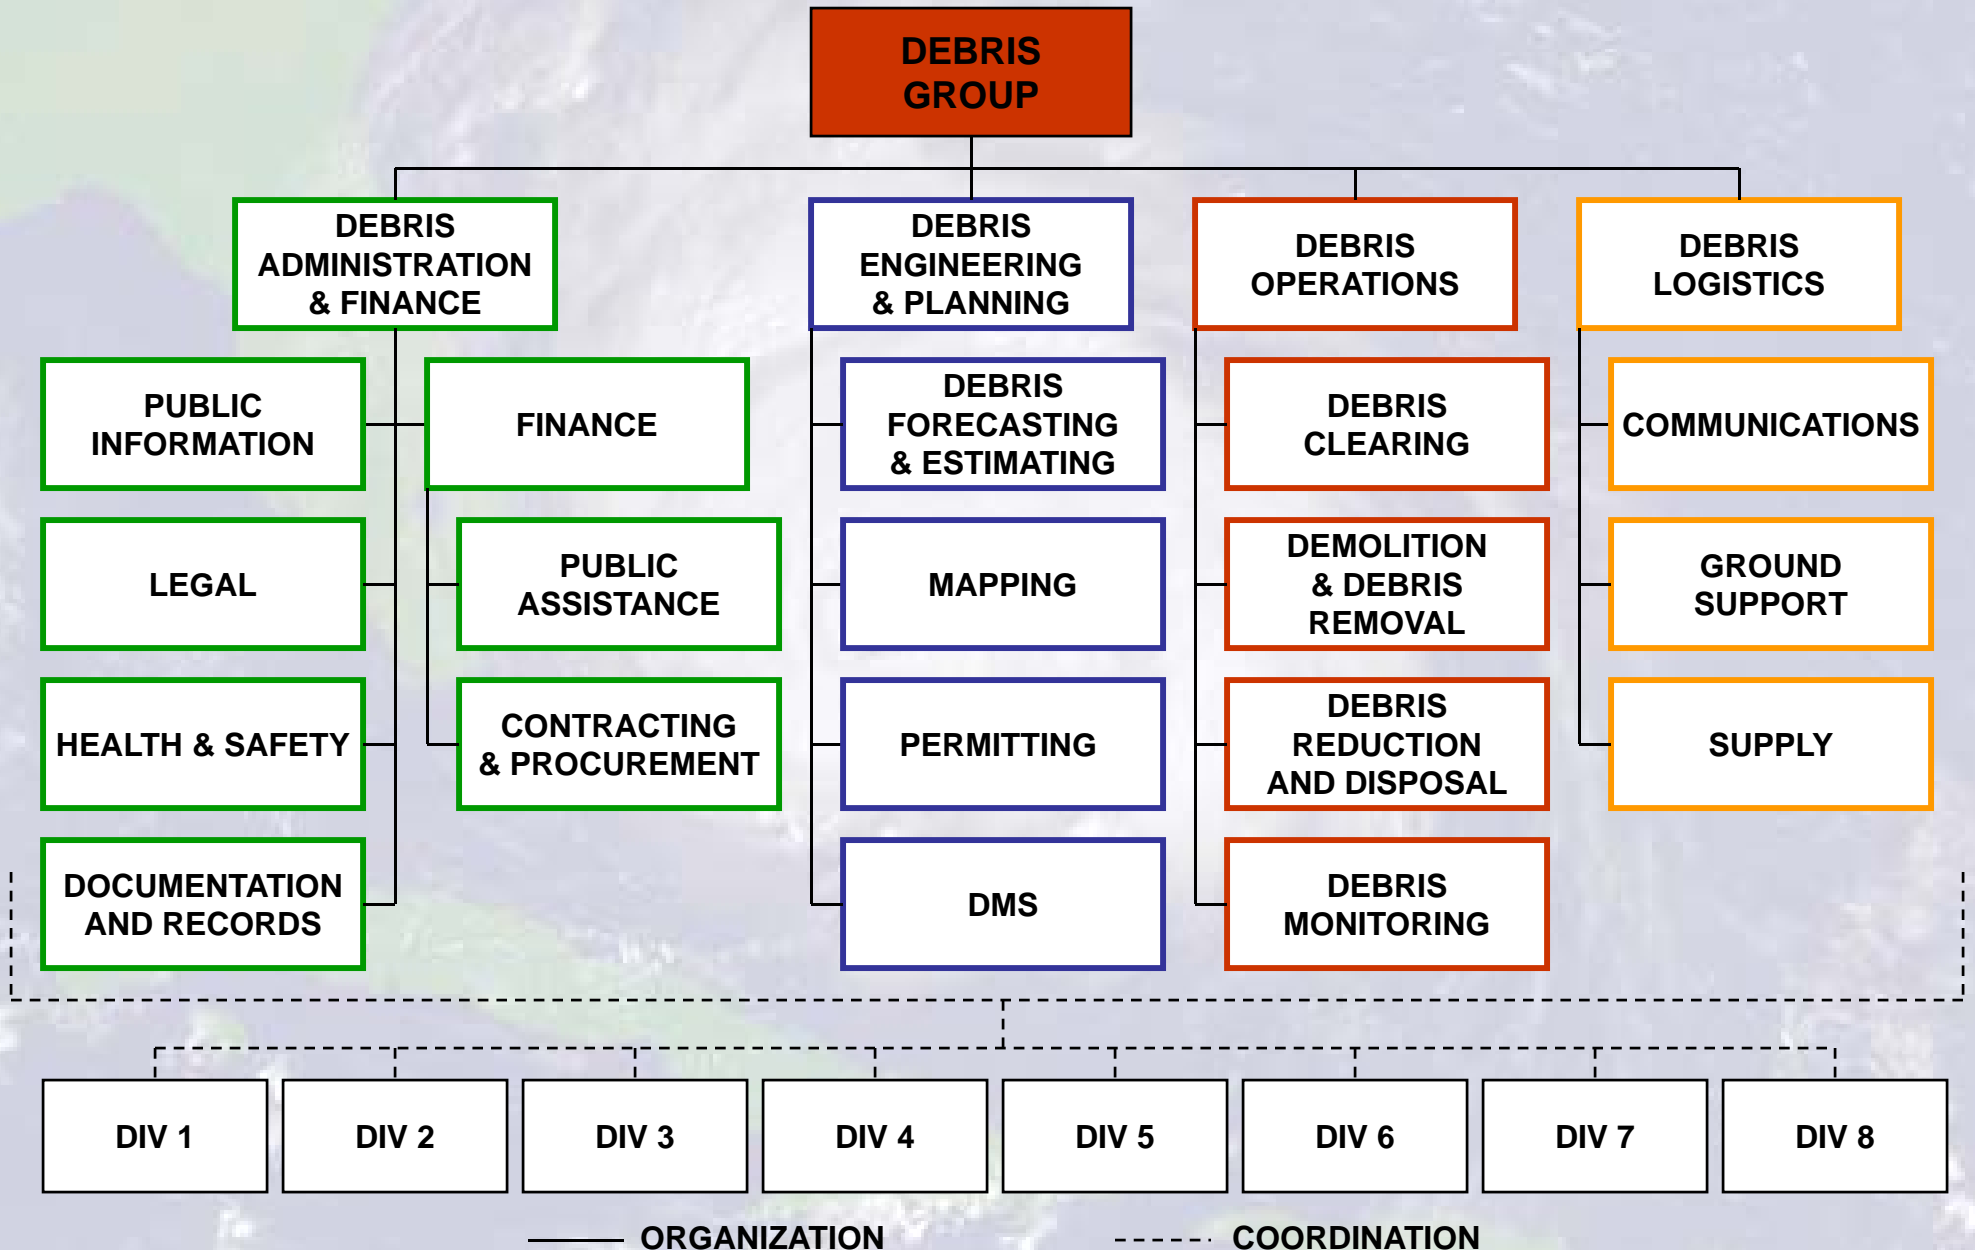 DEBRIS
GROUP
DEBRIS
ADMINISTRATION
& FINANCE
DEBRIS
ENGINEERING
& PLANNING
DEBRIS
OPERATIONS
DEBRIS
LOGISTICS
PUBLIC
INFORMATION
FINANCE
DEBRIS
FORECASTING
& ESTIMATING
DEBRIS
CLEARING
COMMUNICATIONS
LEGAL
PUBLIC
ASSISTANCE
MAPPING
DEMOLITION
& DEBRIS
REMOVAL
GROUND
SUPPORT
HEALTH & SAFETY
CONTRACTING
& PROCUREMENT
PERMITTING
DEBRIS
REDUCTION
AND DISPOSAL
SUPPLY
DOCUMENTATION
AND RECORDS
DMS
DEBRIS
MONITORING
DIV 1
DIV 2
DIV 3
DIV 4
DIV 5
DIV 6
DIV 7
DIV 8
ORGANIZATION
COORDINATION